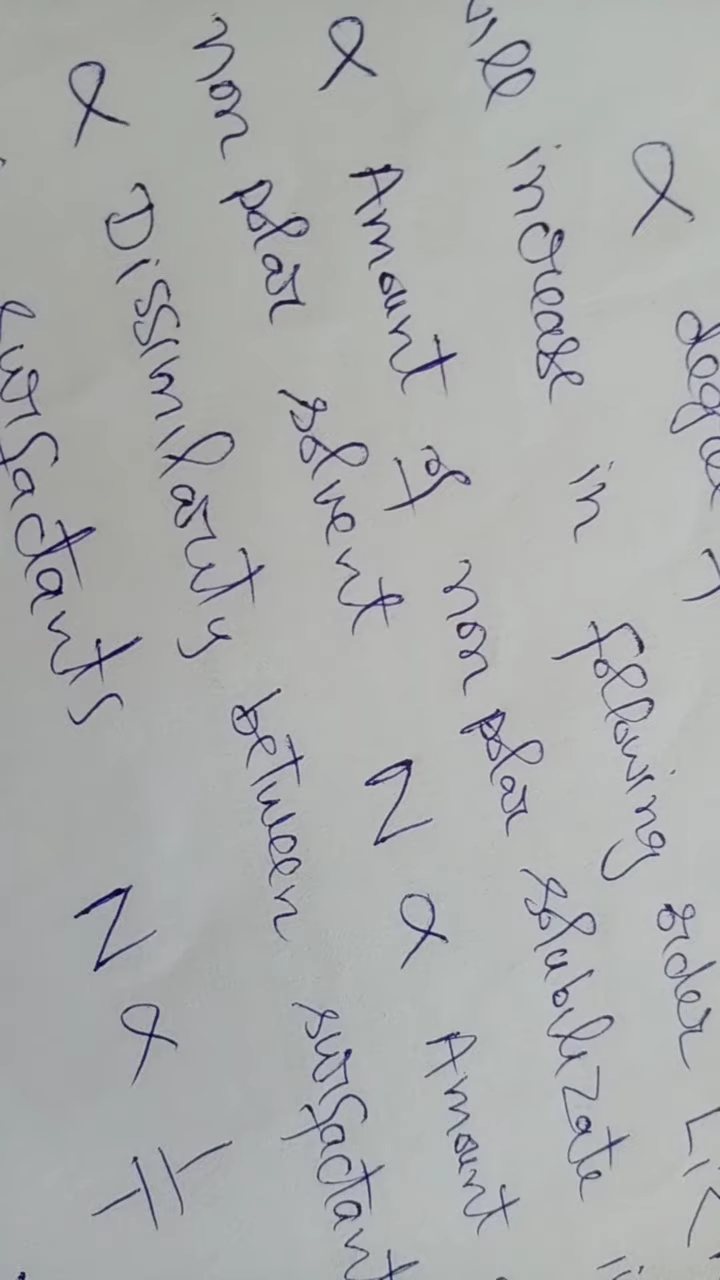 ∝
will increase in following order Li<
∝ Amount of non polar solubilizate
non polar solvent N ∝ Amount
∝ Dissimilarity between surfactant
surfactants N ∝ 1/T